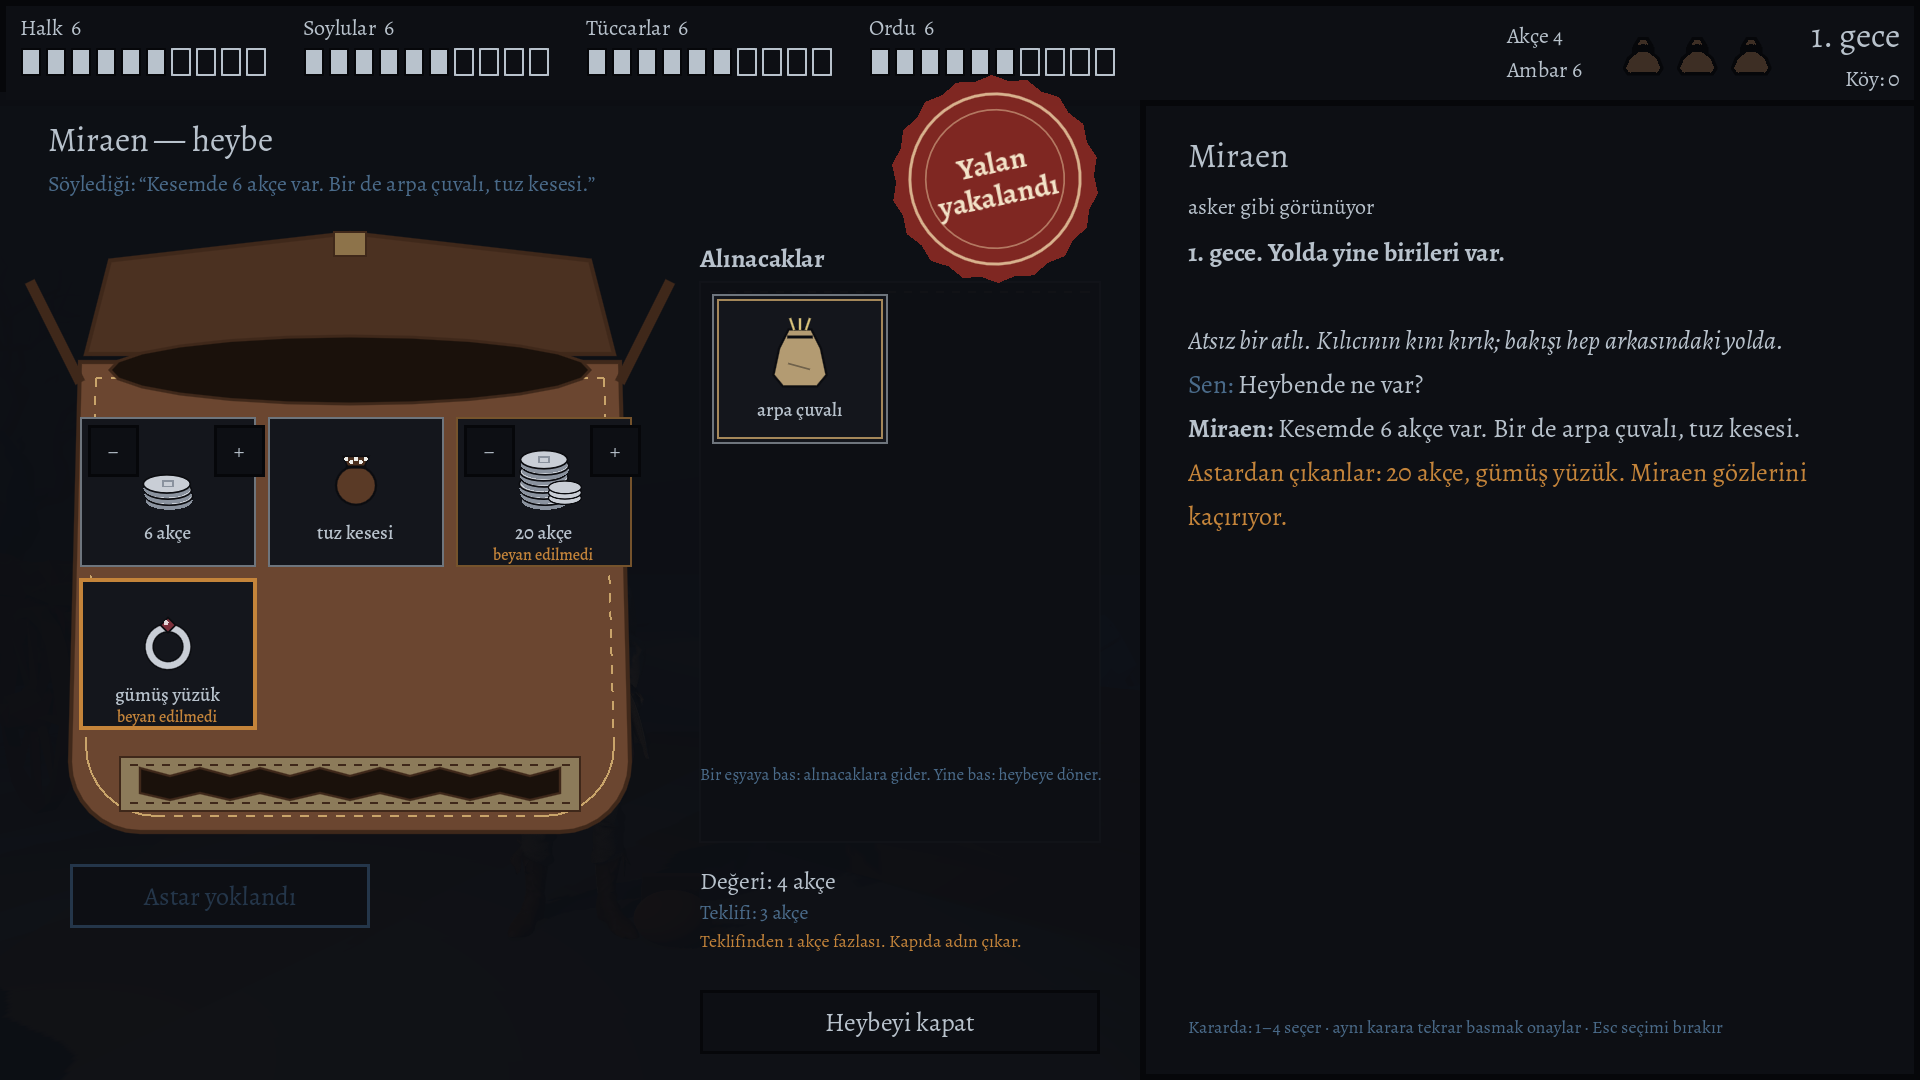 Halk 6
Soylular 6
Tüccarlar 6
Ordu 6
Akçe 4
Ambar 6
1. gece
Köy: 0
Miraen — heybe
Söylediği: “Kesemde 6 akçe var. Bir de arpa çuvalı, tuz kesesi.”
Yalan
yakalandı
Alınacaklar
arpa çuvalı
−
+
6 akçe
tuz kesesi
−
+
20 akçe
beyan edilmedi
gümüş yüzük
beyan edilmedi
Bir eşyaya bas: alınacaklara gider. Yine bas: heybeye döner.
Astar yoklandı
Değeri: 4 akçe
Teklifi: 3 akçe
Teklifinden 1 akçe fazlası. Kapıda adın çıkar.
Heybeyi kapat
Miraen
asker gibi görünüyor
1. gece. Yolda yine birileri var.
Atsız bir atlı. Kılıcının kını kırık; bakışı hep arkasındaki yolda.
Sen: Heybende ne var?
Miraen: Kesemde 6 akçe var. Bir de arpa çuvalı, tuz kesesi.
Astardan çıkanlar: 20 akçe, gümüş yüzük. Miraen gözlerini
kaçırıyor.
Kararda: 1–4 seçer · aynı karara tekrar basmak onaylar · Esc seçimi bırakır